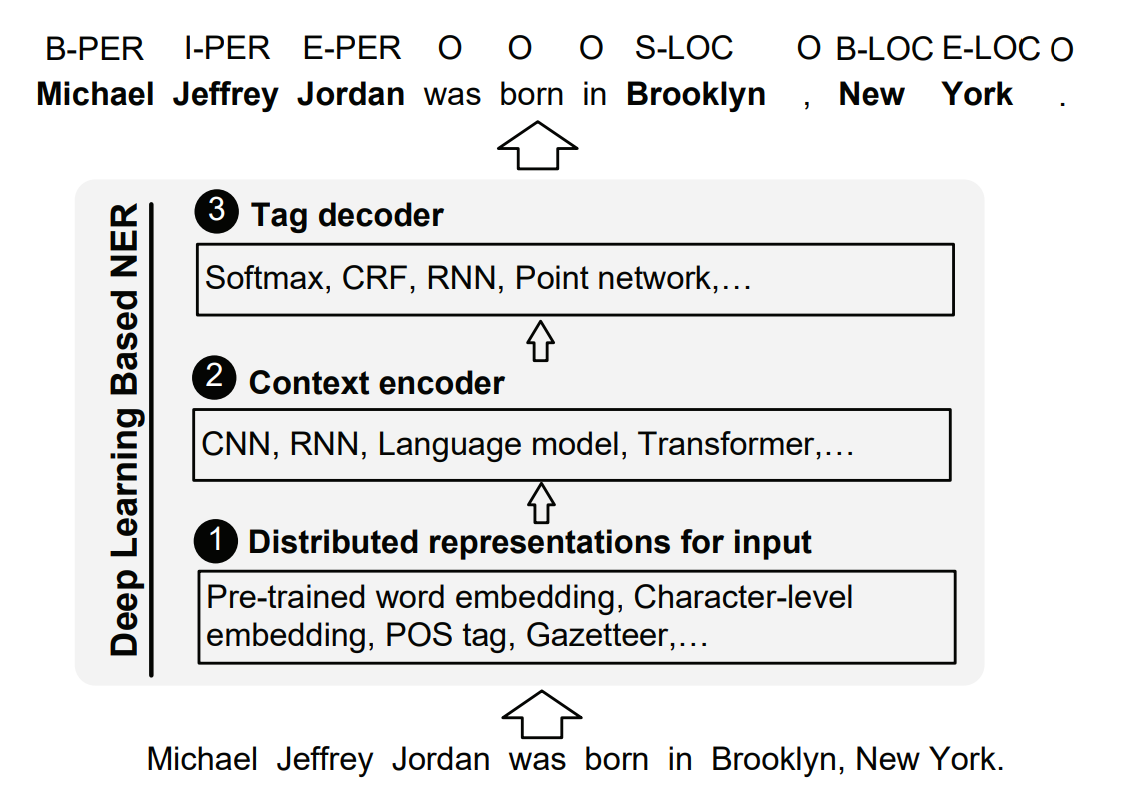 B-PER I-PER E-PER O O O S-LOC O B-LOC E-LOC O
Michael Jeffrey Jordan was born in Brooklyn , New York .
Deep Learning Based NER
3 Tag decoder
Softmax, CRF, RNN, Point network,…
2 Context encoder
CNN, RNN, Language model, Transformer,…
1 Distributed representations for input
Pre-trained word embedding, Character-level
embedding, POS tag, Gazetteer,…
Michael Jeffrey Jordan was born in Brooklyn, New York.